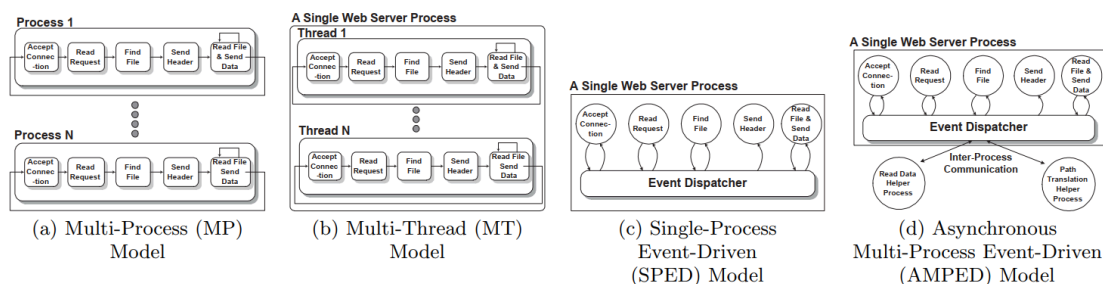 Process 1
Accept
Connec-
-tion
Read
Request
Find
File
Send
Header
Read File
& Send
Data
Process N
Accept
Connec-
-tion
Read
Request
Find
File
Send
Header
Read File
Send
Data
(a) Multi-Process (MP)
Model
A Single Web Server Process
Thread 1
Accept
Connec-
-tion
Read
Request
Find
File
Send
Header
Read File
& Send
Data
Thread N
Accept
Connec-
-tion
Read
Request
Find
File
Send
Header
Read File
Send
Data
(b) Multi-Thread (MT)
Model
A Single Web Server Process
Accept
Connec-
tion
Read
Request
Find
File
Send
Header
Read
File &
Send
Data
Event Dispatcher
(c) Single-Process
Event-Driven
(SPED) Model
A Single Web Server Process
Accept
Connec-
tion
Read
Request
Find
File
Send
Header
Read
File &
Send
Data
Event Dispatcher
Inter-Process
Communication
Read Data
Helper
Process
Path
Translation
Helper
Process
(d) Asynchronous
Multi-Process Event-Driven
(AMPED) Model